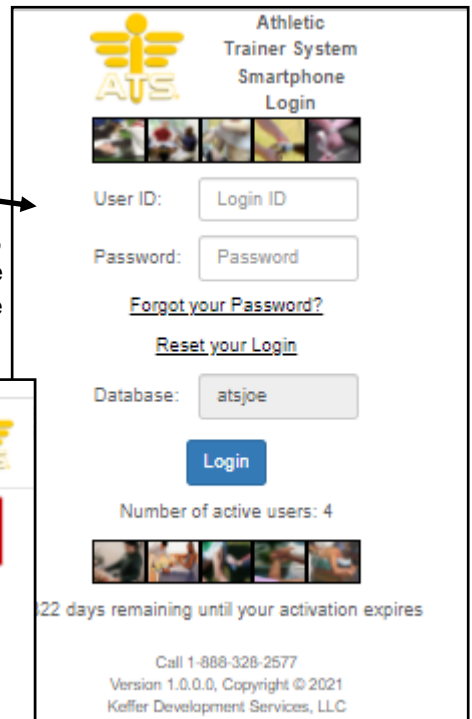 Athletic
Trainer System
Smartphone
Login
ATS
User ID: Login ID
Password: Password
Forgot your Password?
Reset your Login
Database: atsjoe
Login
Number of active users: 4
322 days remaining until your activation expires
Call 1-888-328-2577
Version 1.0.0.0, Copyright © 2021
Keffer Development Services, LLC